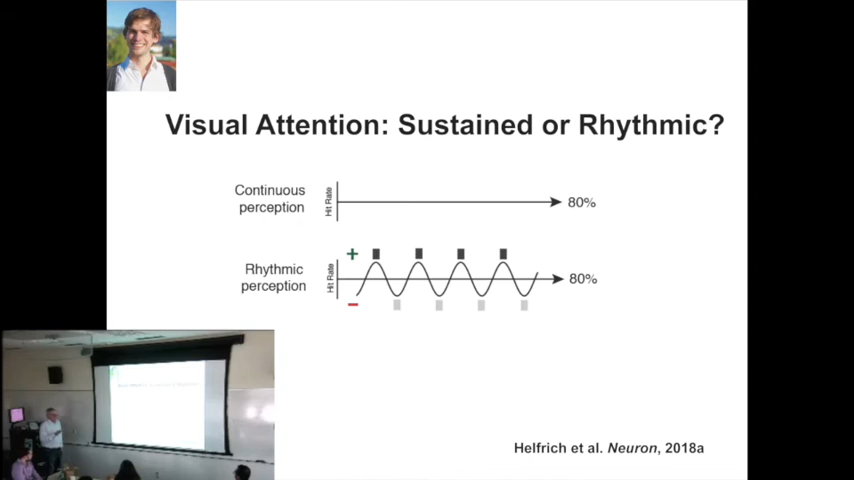 Visual Attention: Sustained or Rhythmic?
Continuous
perception
Hit Rate
80%
+
Rhythmic
perception
Hit Rate
80%
−
Helfrich et al. Neuron, 2018a